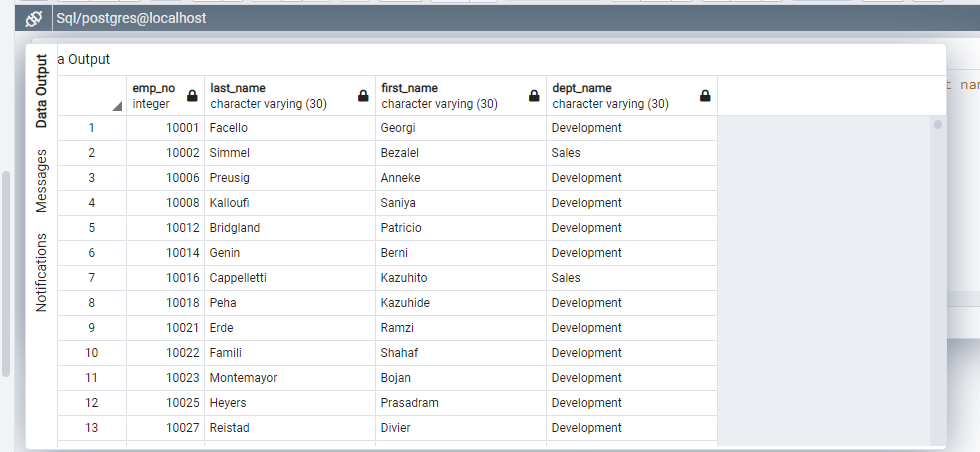 Sql/postgres@localhost
a Output
Data Output
Messages
Notifications
emp_no last_name first_name dept_name
integer character varying (30) character varying (30) character varying (30)
1 10001 Facello Georgi Development
2 10002 Simmel Bezalel Sales
3 10006 Preusig Anneke Development
4 10008 Kalloufi Saniya Development
5 10012 Bridgland Patricio Development
6 10014 Genin Berni Development
7 10016 Cappelletti Kazuhito Sales
8 10018 Peha Kazuhide Development
9 10021 Erde Ramzi Development
10 10022 Famili Shahaf Development
11 10023 Montemayor Bojan Development
12 10025 Heyers Prasadram Development
13 10027 Reistad Divier Development
t nam